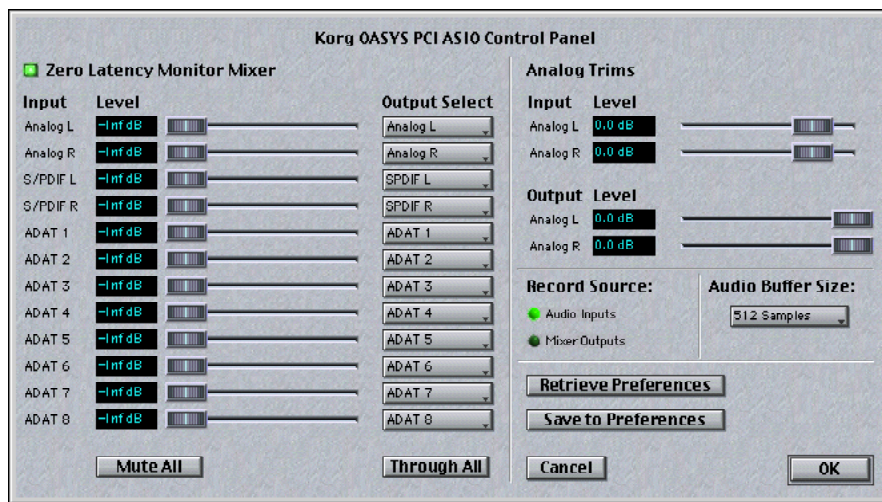 Korg OASYS PCI ASIO Control Panel
Zero Latency Monitor Mixer
Input Level Output Select
Analog L -Inf dB Analog L
Analog R -Inf dB Analog R
S/PDIF L -Inf dB SPDIF L
S/PDIF R -Inf dB SPDIF R
ADAT 1 -Inf dB ADAT 1
ADAT 2 -Inf dB ADAT 2
ADAT 3 -Inf dB ADAT 3
ADAT 4 -Inf dB ADAT 4
ADAT 5 -Inf dB ADAT 5
ADAT 6 -Inf dB ADAT 6
ADAT 7 -Inf dB ADAT 7
ADAT 8 -Inf dB ADAT 8
Mute All Through All
Analog Trims
Input Level
Analog L 0.0 dB
Analog R 0.0 dB
Output Level
Analog L 0.0 dB
Analog R 0.0 dB
Record Source:
Audio Inputs
Mixer Outputs
Audio Buffer Size:
512 Samples
Retrieve Preferences
Save to Preferences
Cancel OK